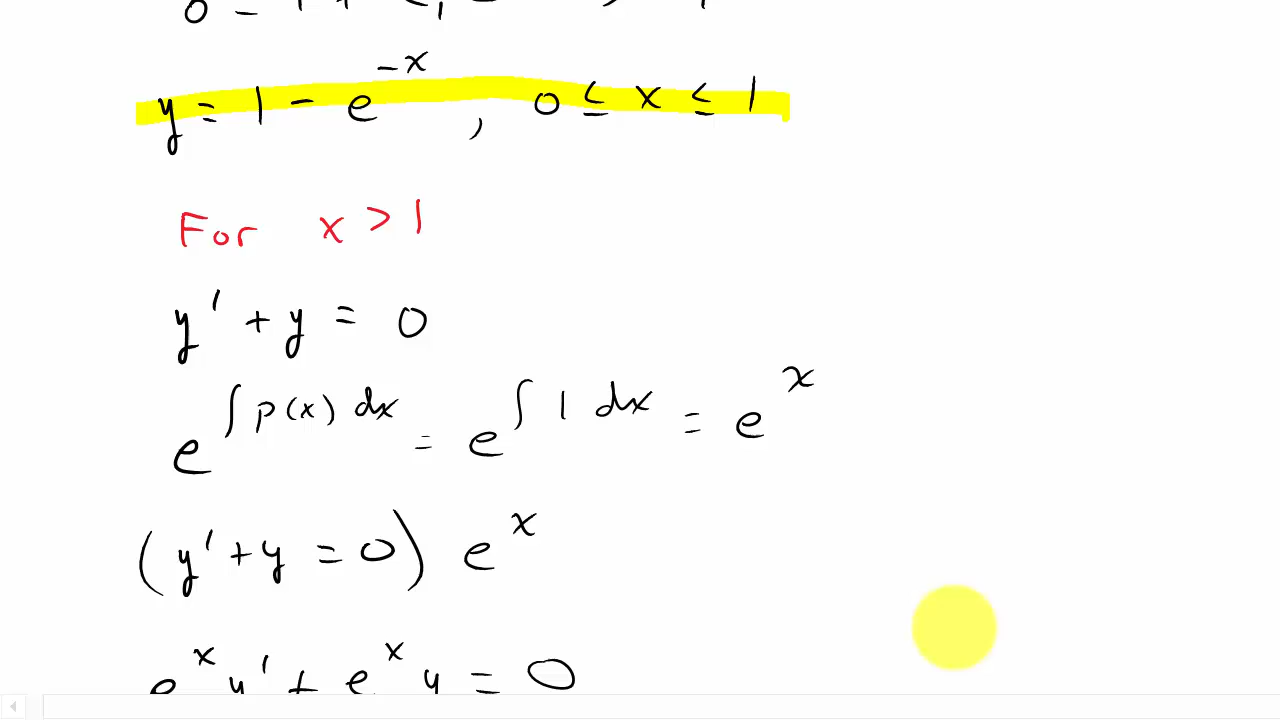 y = 1 - e^{-x} , 0 ≤ x ≤ 1
For x > 1
y' + y = 0
e^{∫ p(x) dx} = e^{∫ 1 dx} = e^x
(y' + y = 0) e^x
e^x y' + e^x y = 0